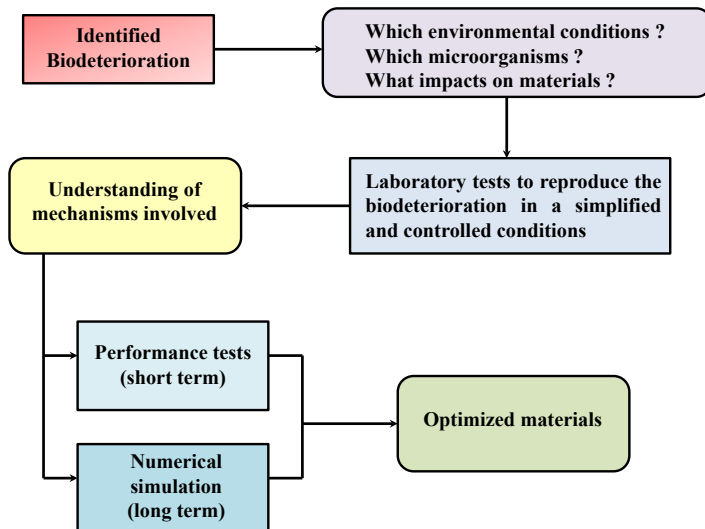 Identified
Biodeterioration
Which environmental conditions ?
Which microorganisms ?
What impacts on materials ?
Laboratory tests to reproduce the
biodeterioration in a simplified
and controlled conditions
Understanding of
mechanisms involved
Performance tests
(short term)
Numerical
simulation
(long term)
Optimized materials